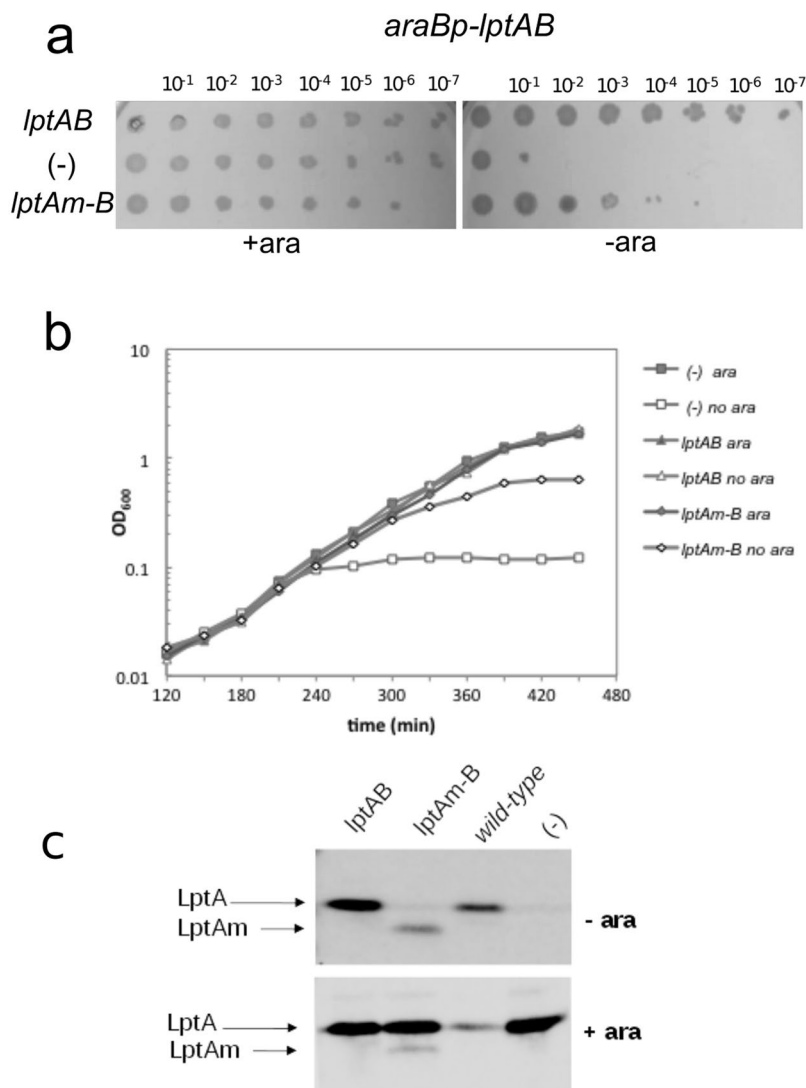 a
araBp-lptAB
10-1 10-2 10-3 10-4 10-5 10-6 10-7 10-1 10-2 10-3 10-4 10-5 10-6 10-7
lptAB
(-)
lptAm-B
+ara -ara
b
10
1
0.1
0.01
OD600
120 180 240 300 360 420 480
time (min)
(-) ara
(-) no ara
lptAB ara
lptAB no ara
lptAm-B ara
lptAm-B no ara
c
lptAB lptAm-B wild-type (-)
LptA
LptAm
- ara
LptA
LptAm
+ ara